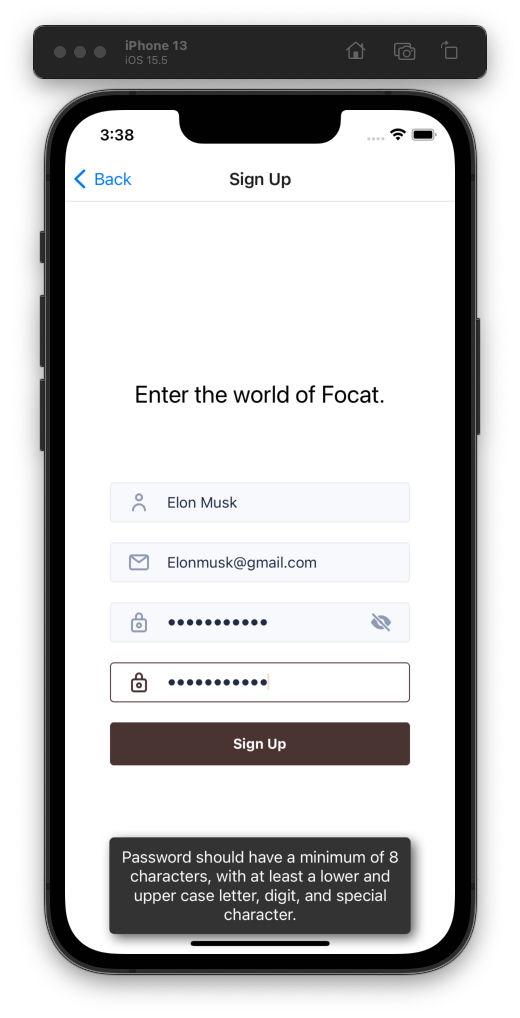 iPhone 13
iOS 15.5
3:38
Back
Sign Up
Enter the world of Focat.
Elon Musk
Elonmusk@gmail.com
●●●●●●●●●●●
●●●●●●●●●●●
Sign Up
Password should have a minimum of 8
characters, with at least a lower and
upper case letter, digit, and special
character.